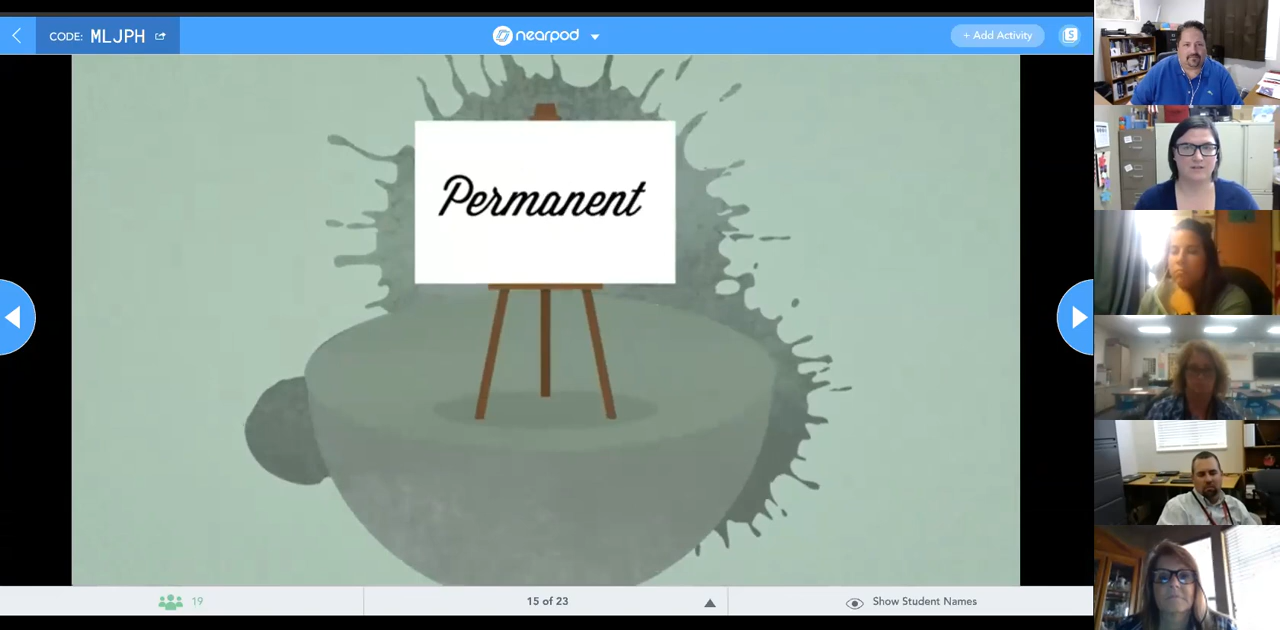 CODE: MLJPH
nearpod
+ Add Activity
S
Permanent
19
15 of 23
Show Student Names